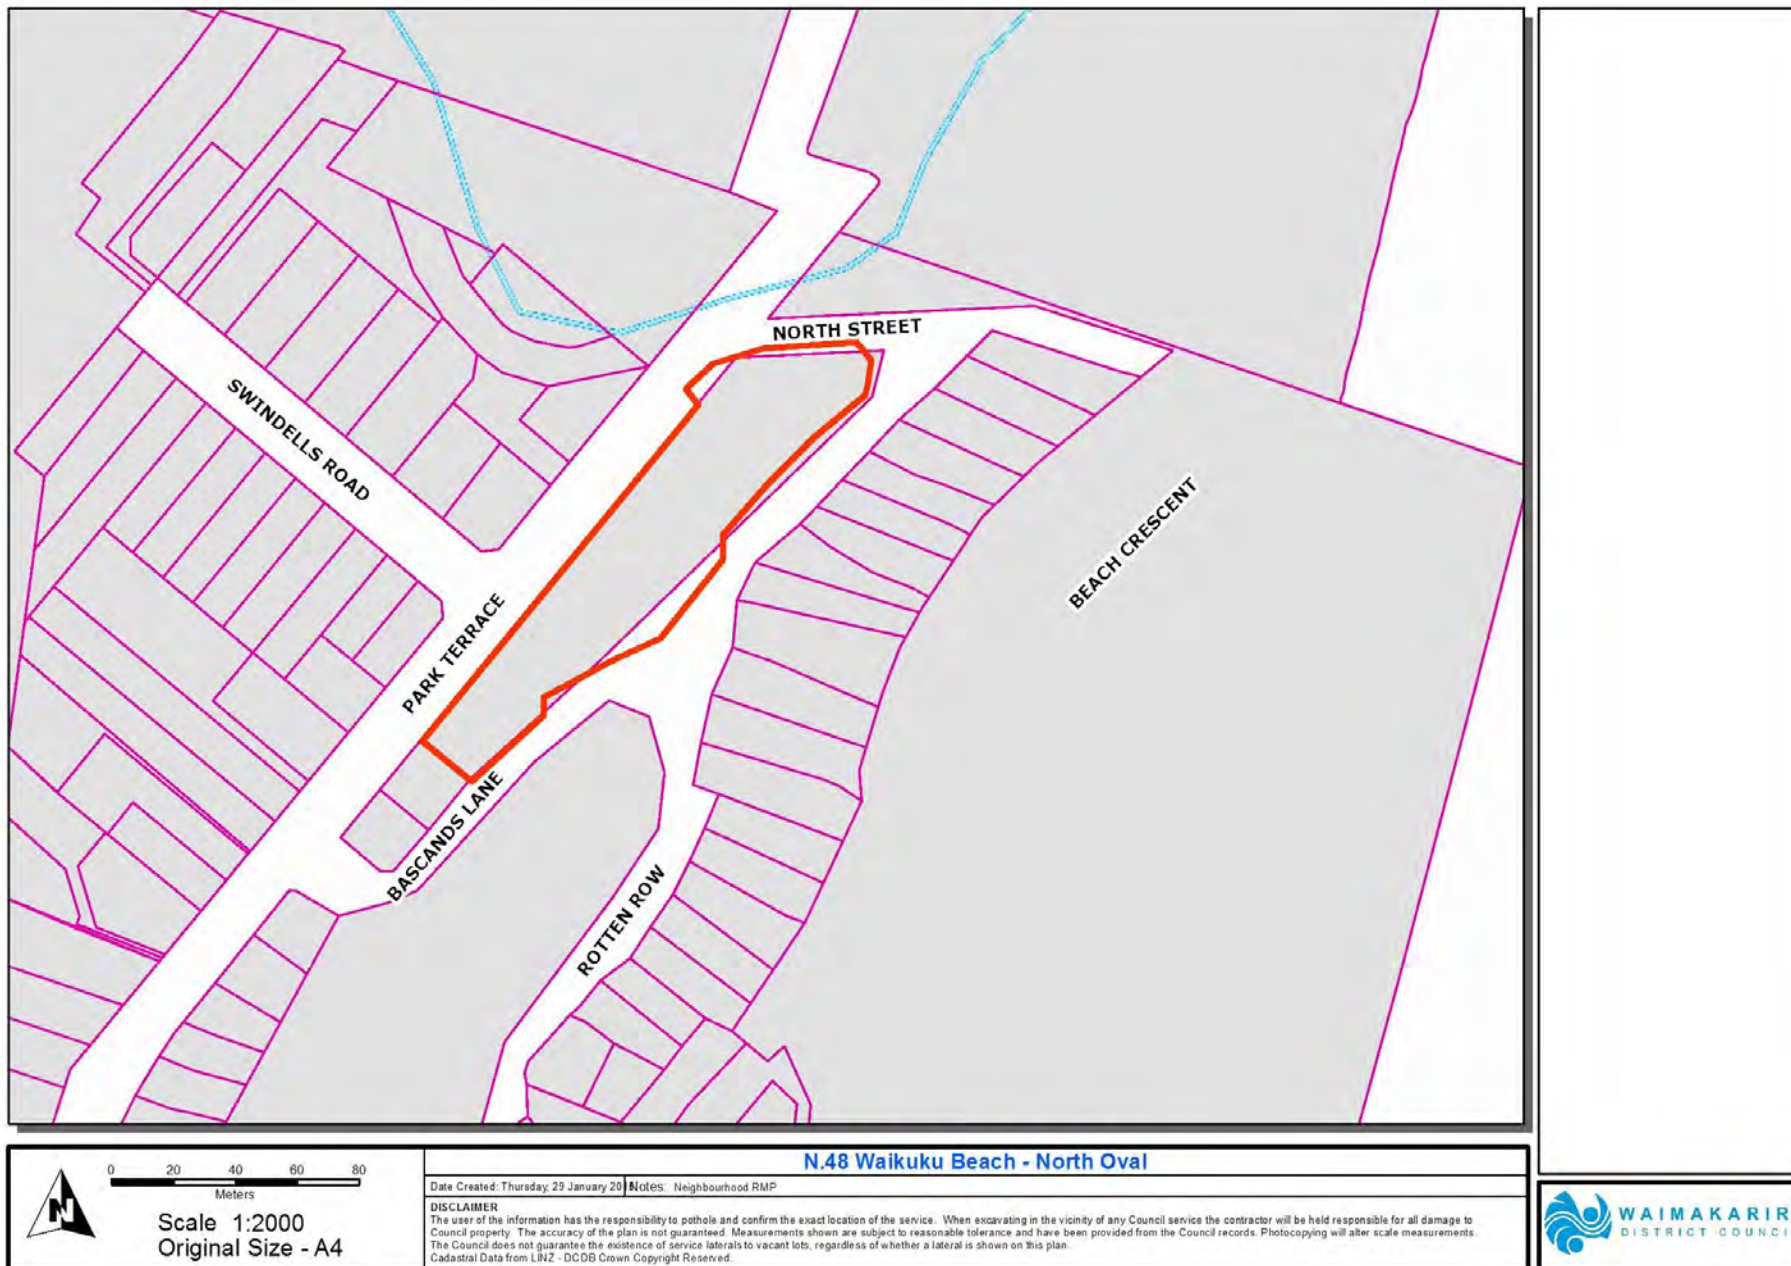 NORTH STREET
SWINDELLS ROAD
BEACH CRESCENT
PARK TERRACE
BASCANDS LANE
ROTTEN ROW
N.48 Waikuku Beach - North Oval
0 20 40 60 80
Meters
N
Scale 1:2000
Original Size - A4
Date Created: Thursday, 29 January Notes: Neighbourhood RMP
DISCLAIMER
The user of the information has the responsibility to pothole and confirm the exact location of the service. When excavating in the vicinity of any Council service the contractor will be held responsible for all damage to
Council property. The accuracy of the plan is not guaranteed. Measurements shown are subject to reasonable tolerance and have been provided from the Council records. Photocopying will alter scale measurements.
The Council does not guarantee the existence of service laterals to vacant lots, regardless of whether a lateral is shown on this plan.
Cadastral Data from LINZ - DCDB Crown Copyright Reserved.
WAIMAKARIR
DISTRICT COUNCI